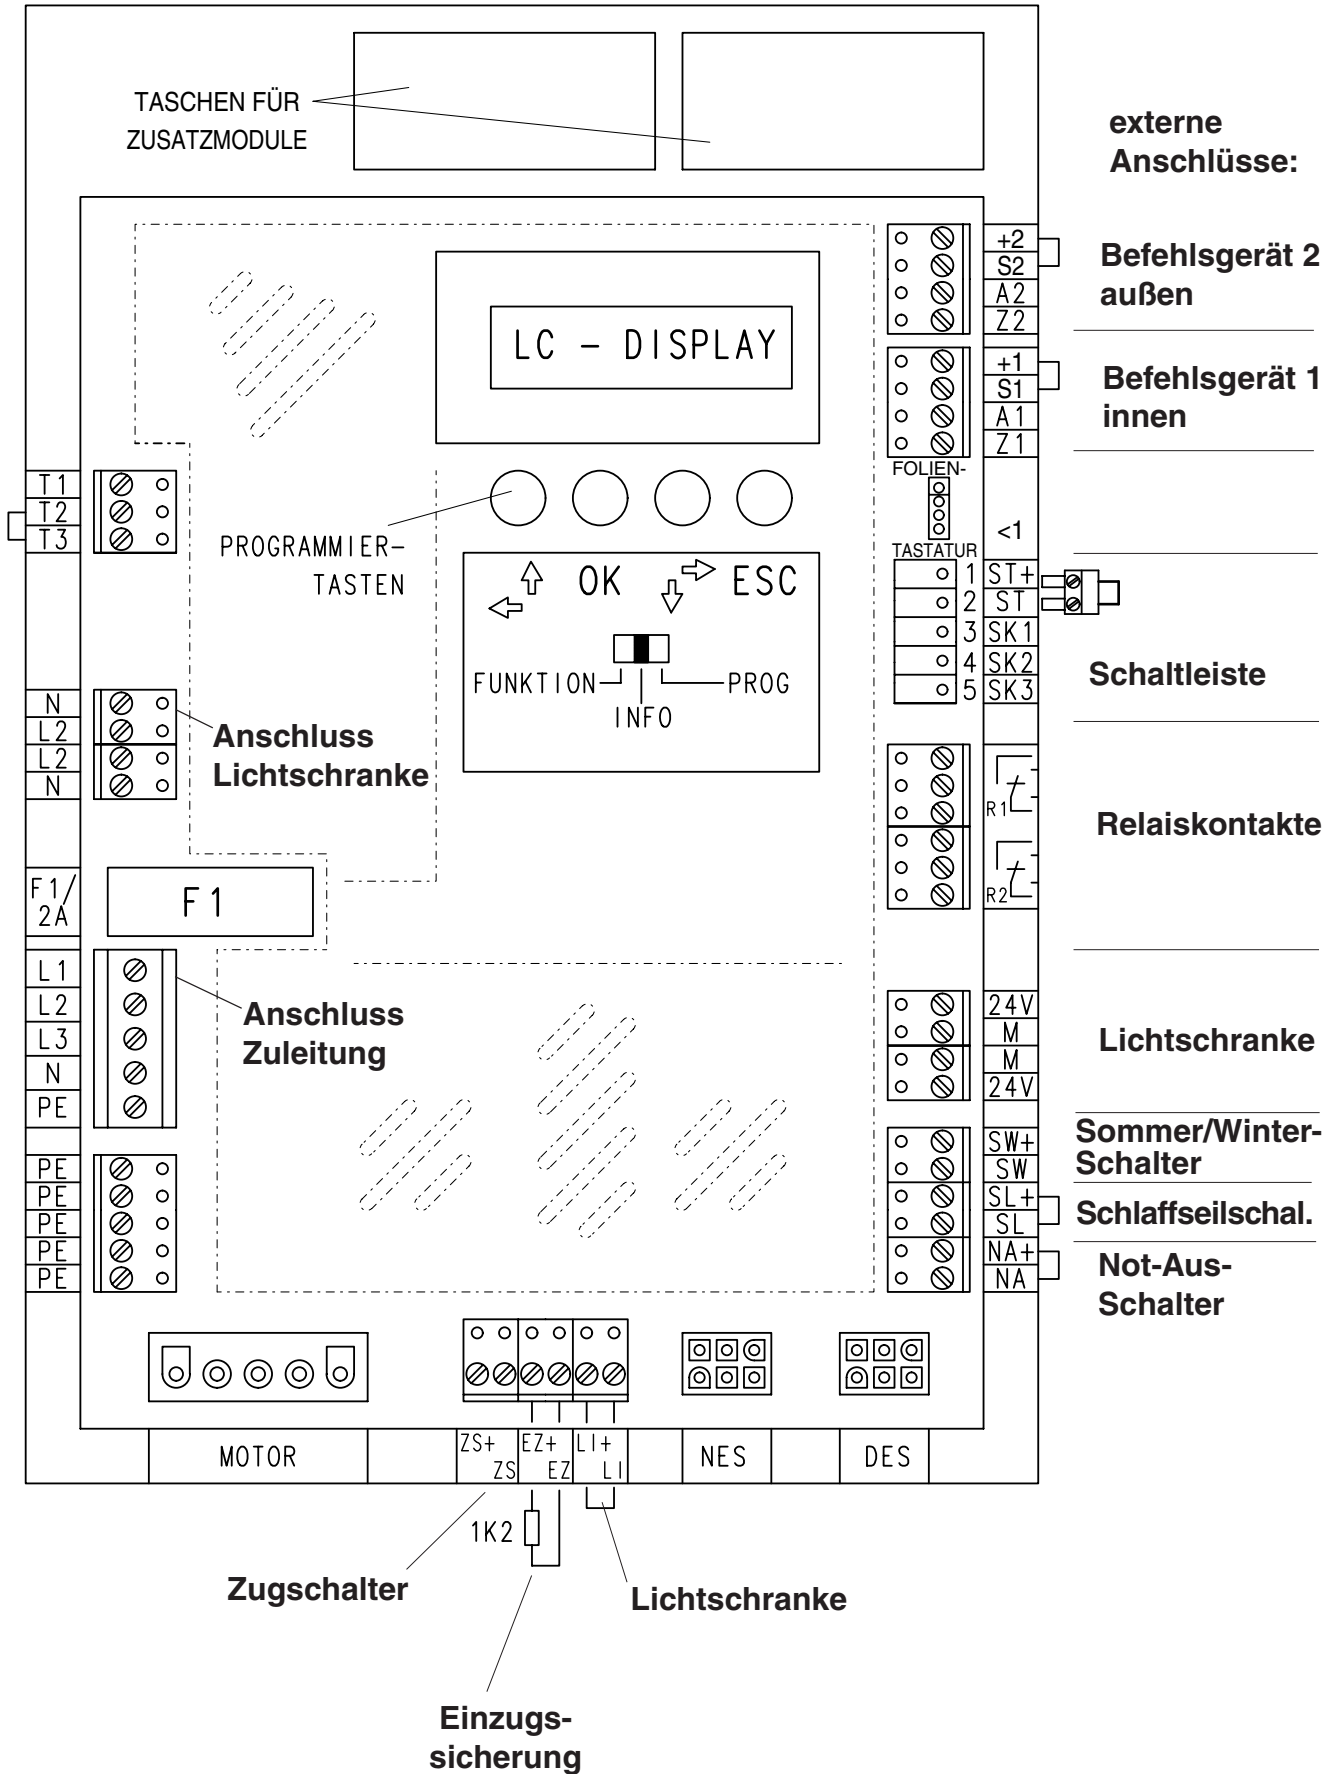 TASCHEN FÜR
ZUSATZMODULE
externe
Anschlüsse:
+2
S2
A2
Z2
Befehlsgerät 2
außen
LC - DISPLAY
+1
S1
A1
Z1
Befehlsgerät 1
innen
T1
T2
T3
FOLIEN-
<1
TASTATUR
PROGRAMMIER-
TASTEN
OK
ESC
FUNKTION
PROG
INFO
1 ST+
2 ST
3 SK1
4 SK2
5 SK3
Schaltleiste
N
L2
L2
N
Anschluss
Lichtschranke
R1
R2
Relaiskontakte
F1/
2A
F1
L1
L2
L3
N
PE
Anschluss
Zuleitung
24V
M
M
24V
Lichtschranke
PE
PE
PE
PE
PE
SW+
SW
SL+
SL
NA+
NA
Sommer/Winter-
Schalter
Schlaffseilschal.
Not-Aus-
Schalter
MOTOR
ZS+
ZS
EZ+
EZ
LI+
LI
NES
DES
1K2
Zugschalter
Lichtschranke
Einzugs-
sicherung